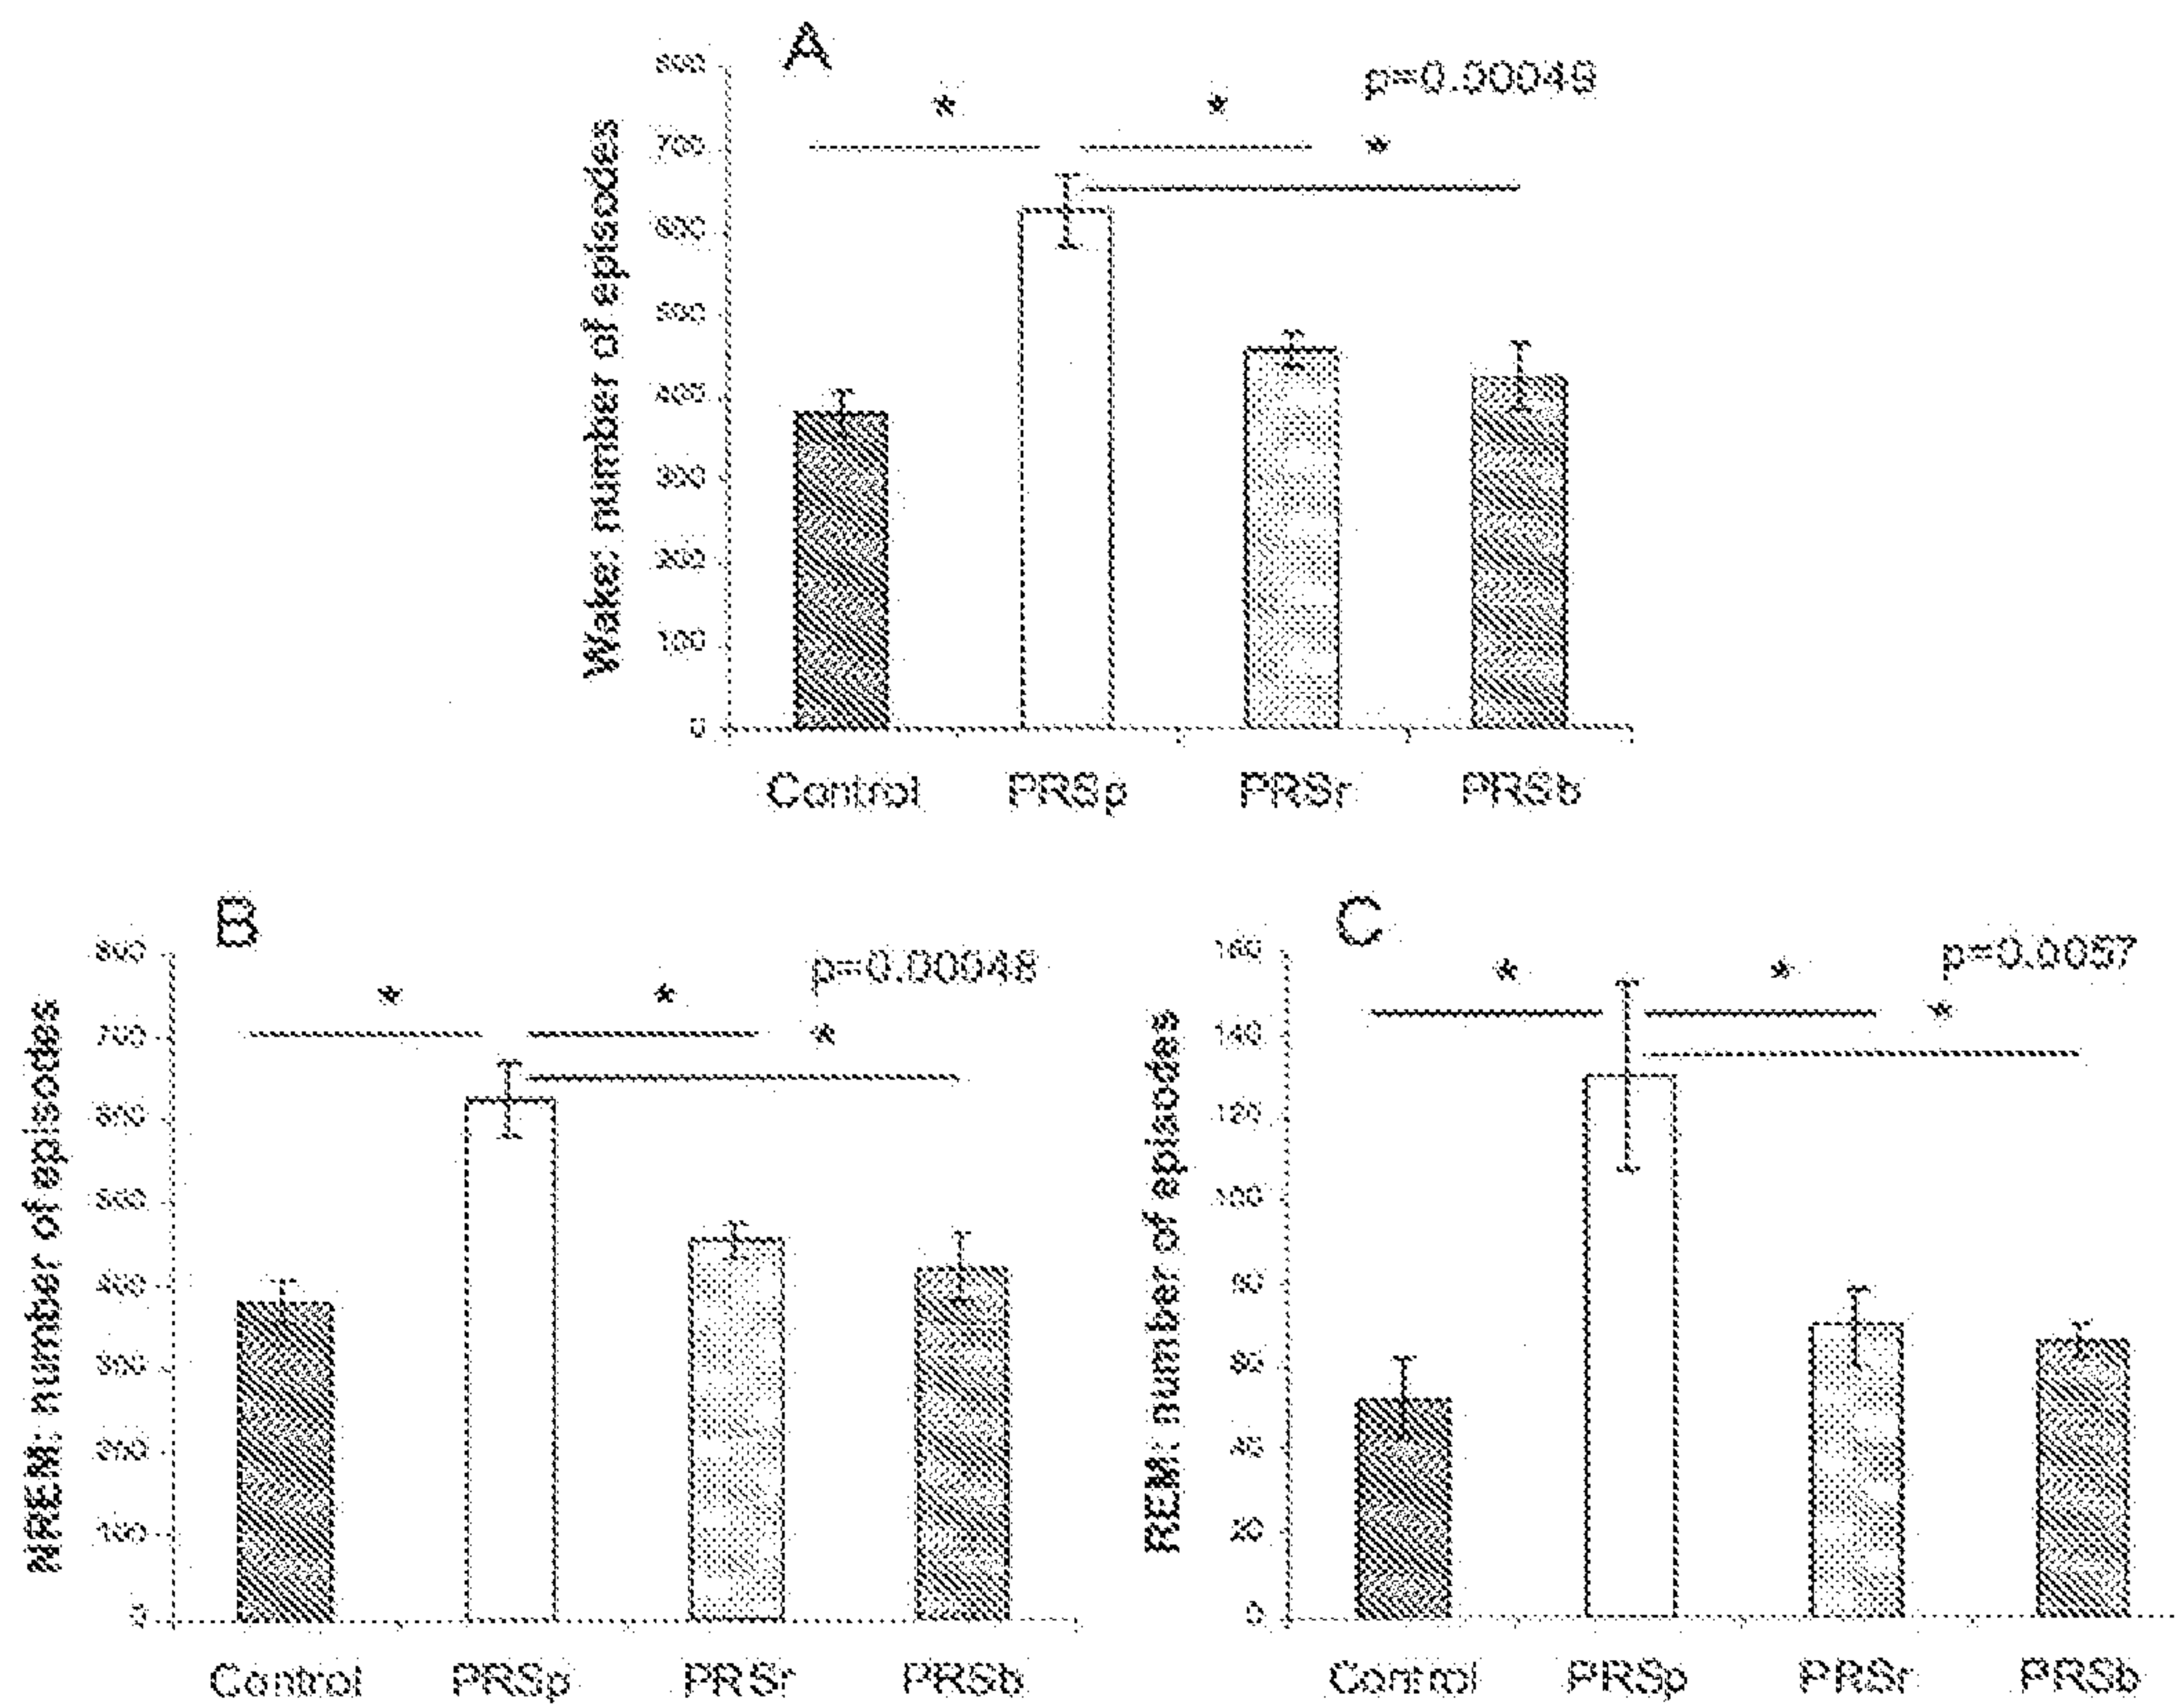 A
p=0.00049
* *
*
Wake: number of episodes
800
700
600
500
400
300
200
100
0
Control PRSp PRSr PRSb
B
p=0.00048
* *
*
NREM: number of episodes
800
700
600
500
400
300
200
100
0
Control PRSp PRSr PRSb
C
p=0.0057
* *
*
REM: number of episodes
160
140
120
100
80
60
40
20
0
Control PRSp PRSr PRSb